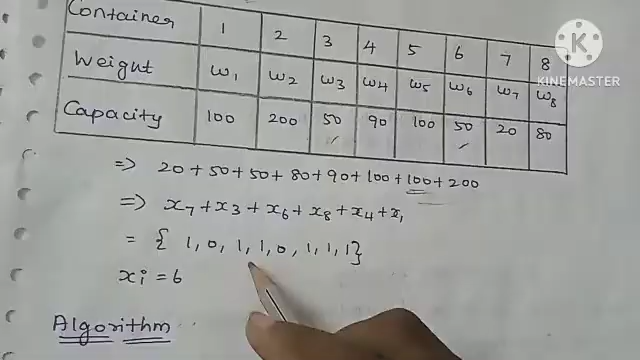 Container 1 2 3 4 5 6 7 8
Weight w1 w2 w3 w4 w5 w6 w7 w8
Capacity 100 200 50 90 100 50 20 80
KINEMASTER
=> 20 + 50 + 50 + 80 + 90 + 100 + 100 + 200
=> x7 + x3 + x6 + x8 + x4 + x1
= { 1, 0, 1, 1, 0, 1, 1, 1 }
xi = 6
Algorithm